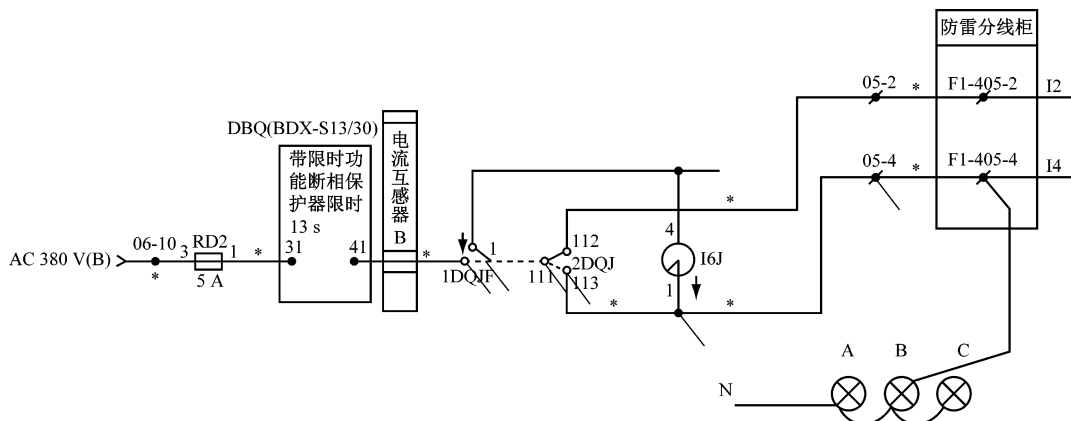 防雷分线柜
05-2
*
F1-405-2
I2
DBQ(BDX-S13/30)
电流互感器
B
带限时功
能断相保
护器限时
13 s
31
41
05-4
*
F1-405-4
I4
*
4
112
1
I6J
AC 380 V(B)
06-10
*
3
RD2
1
5 A
*
*
1DQJF
111
2DQJ
113
1
*
*
A
B
C
N